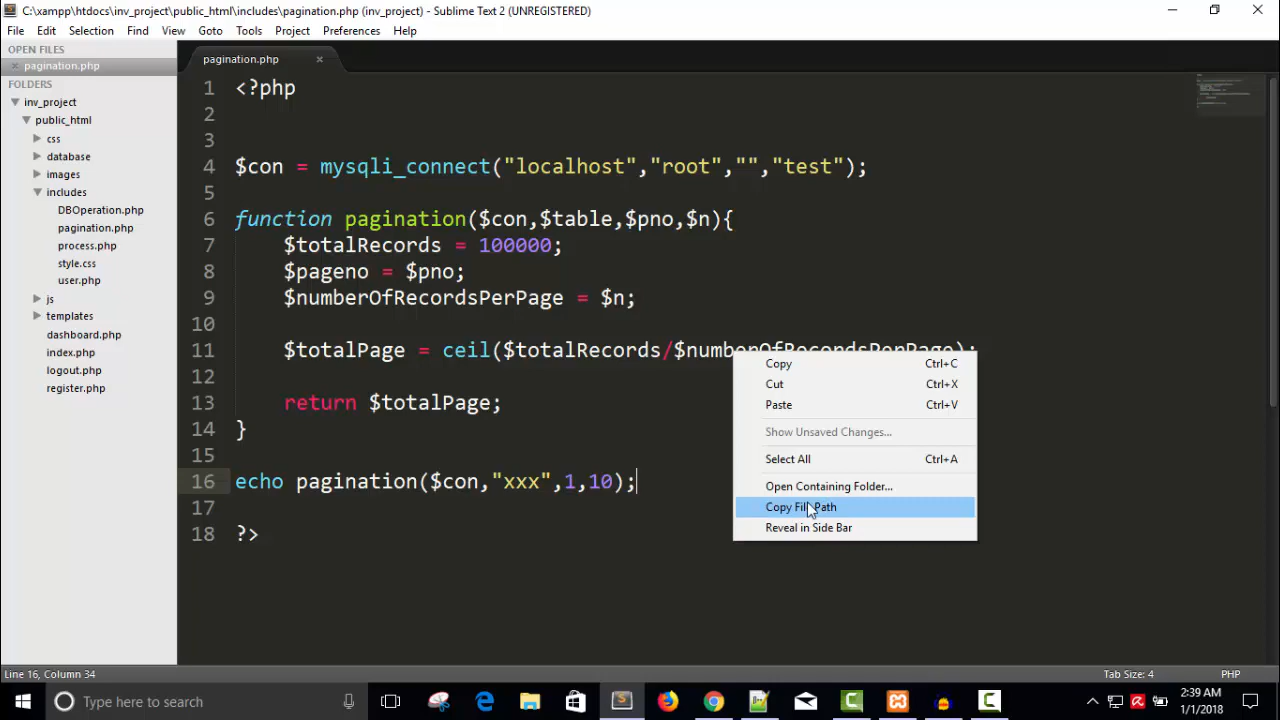 C:\xampp\htdocs\inv_project\public_html\includes\pagination.php (inv_project) - Sublime Text 2 (UNREGISTERED)
File Edit Selection Find View Goto Tools Project Preferences Help
OPEN FILES
pagination.php
FOLDERS
inv_project
public_html
css
database
images
includes
DBOperation.php
pagination.php
process.php
style.css
user.php
js
templates
dashboard.php
index.php
logout.php
register.php
pagination.php
1 <?php
2
3
4 $con = mysqli_connect("localhost","root","","test");
5
6 function pagination($con,$table,$pno,$n){
7 $totalRecords = 100000;
8 $pageno = $pno;
9 $numberOfRecordsPerPage = $n;
10
11 $totalPage = ceil($totalRecords/$numberOfRecordsPerPage);
12
13 return $totalPage;
14 }
15
16 echo pagination($con,"xxx",1,10);
17
18 ?>
Copy Ctrl+C
Cut Ctrl+X
Paste Ctrl+V
Show Unsaved Changes...
Select All Ctrl+A
Open Containing Folder...
Copy File Path
Reveal in Side Bar
Line 16, Column 34 Tab Size: 4 PHP
Type here to search
2:39 AM
1/1/2018